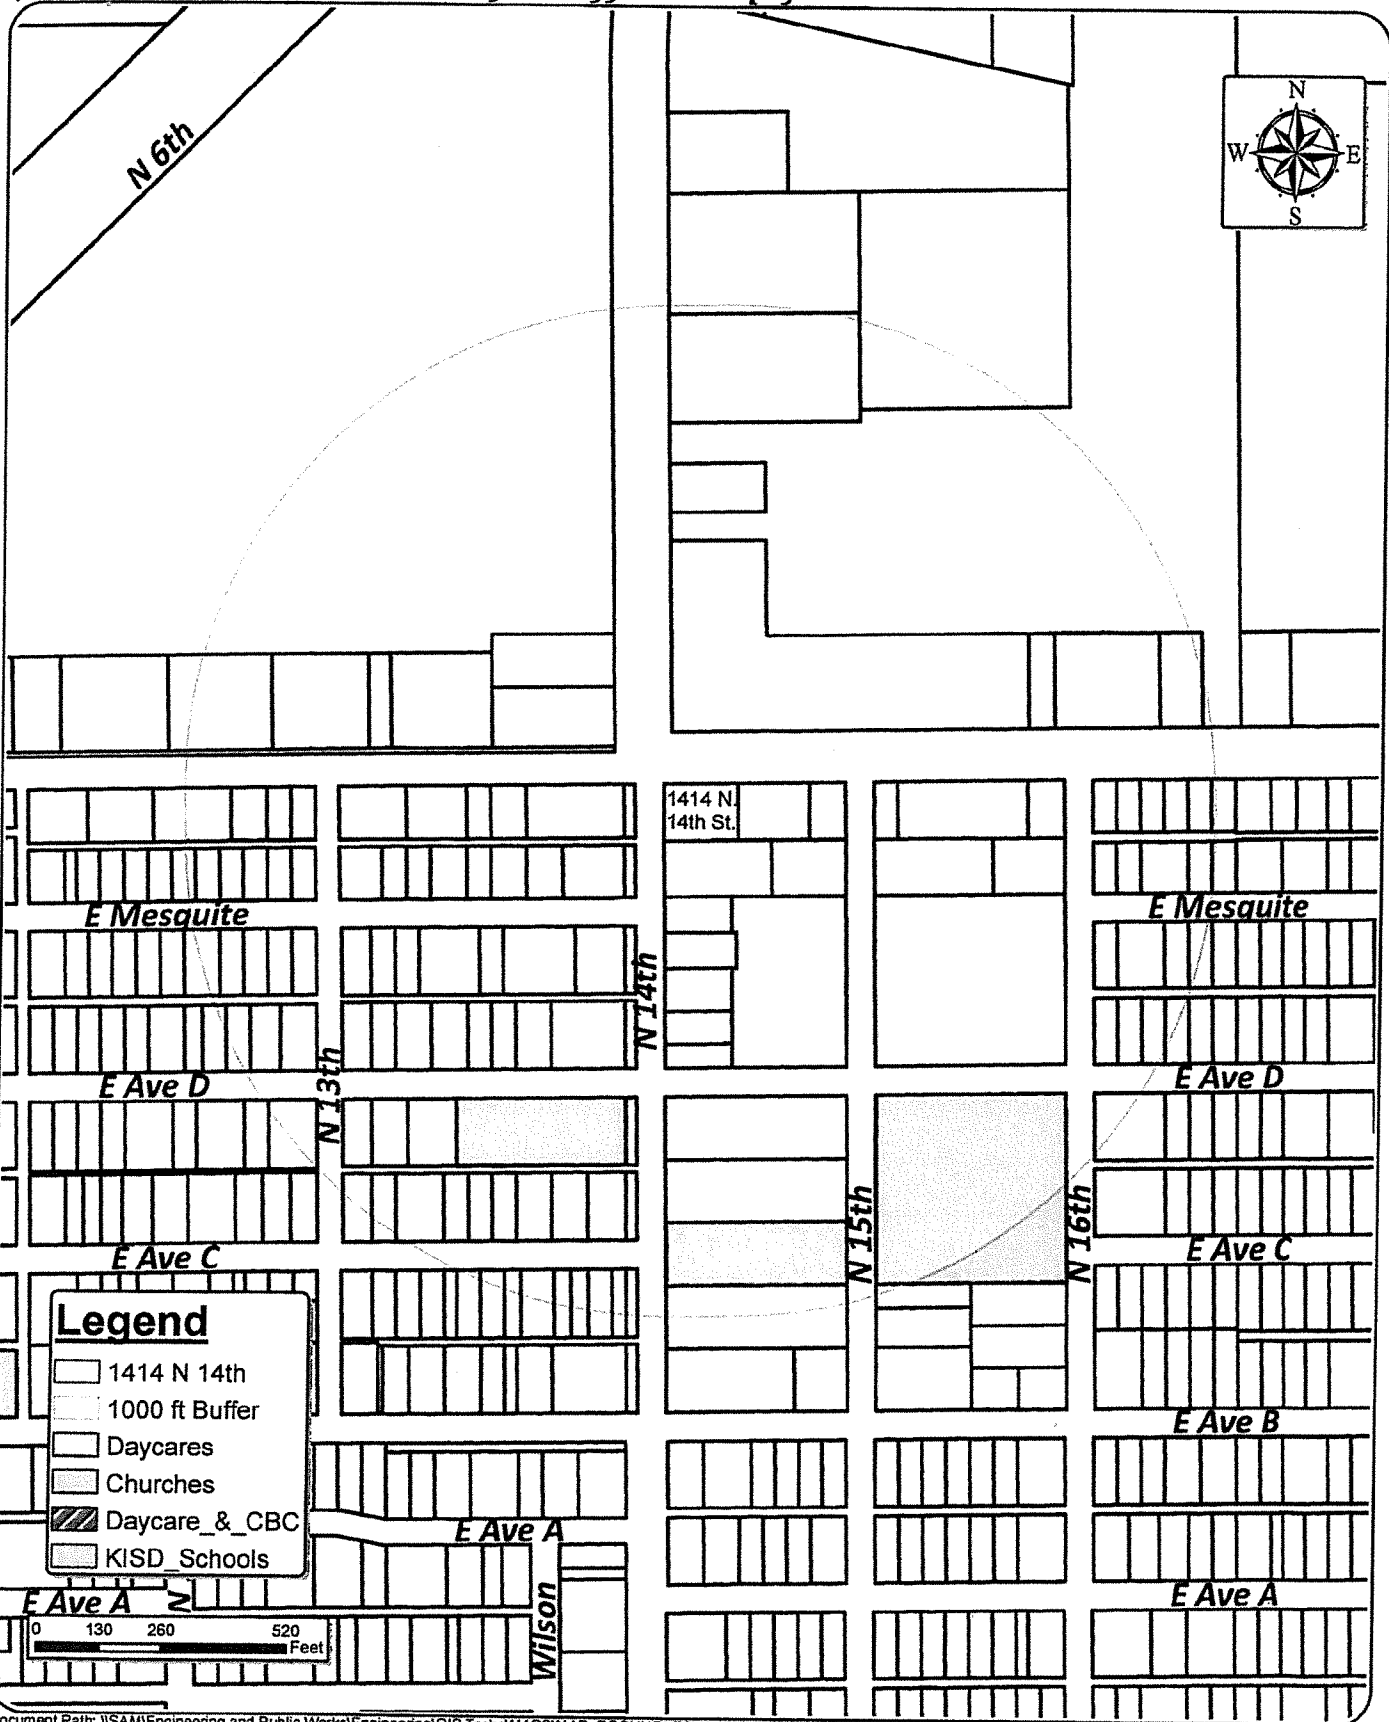 N 6th
N
W E
S
1414 N.
14th St.
E Mesquite
E Mesquite
N 14th
N 13th
E Ave D
E Ave D
N 15th
N 16th
E Ave C
E Ave C
Legend
1414 N 14th
1000 ft Buffer
Daycares
Churches
Daycare_&_CBC
KISD_Schools
E Ave B
E Ave A
E Ave A
N
E Ave A
Wilson
0 130 260 520
Feet